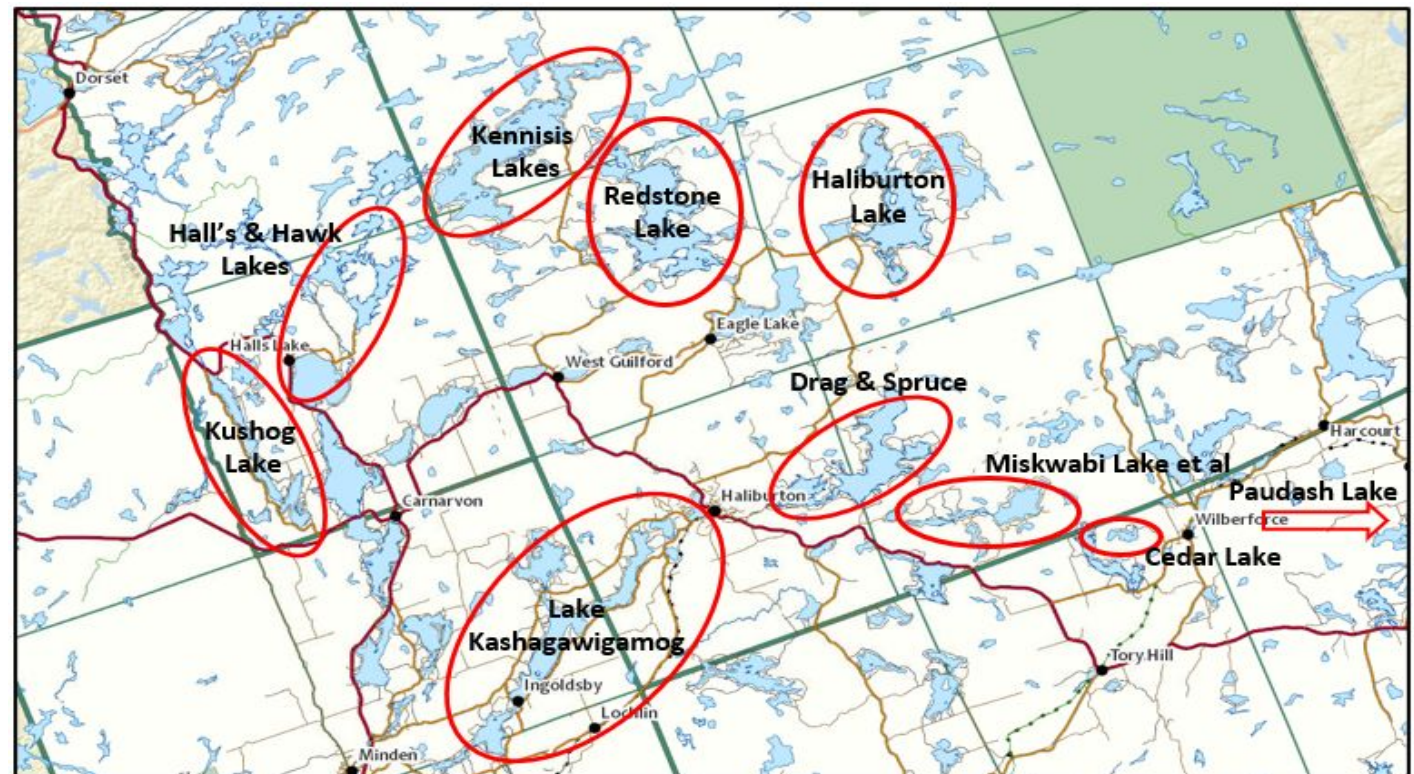 Dorset
Kennisis
Lakes
Redstone
Lake
Haliburton
Lake
Hall's & Hawk
Lakes
Halls Lake
Eagle Lake
West Guilford
Kushog
Lake
Drag & Spruce
Harcourt
Miskwabi Lake et al
Paudash Lake
Carnarvon
Haliburton
Wilberforce
Cedar Lake
Lake
Kashagawigamog
Tory Hill
Ingoldsby
Lochlin
Minden